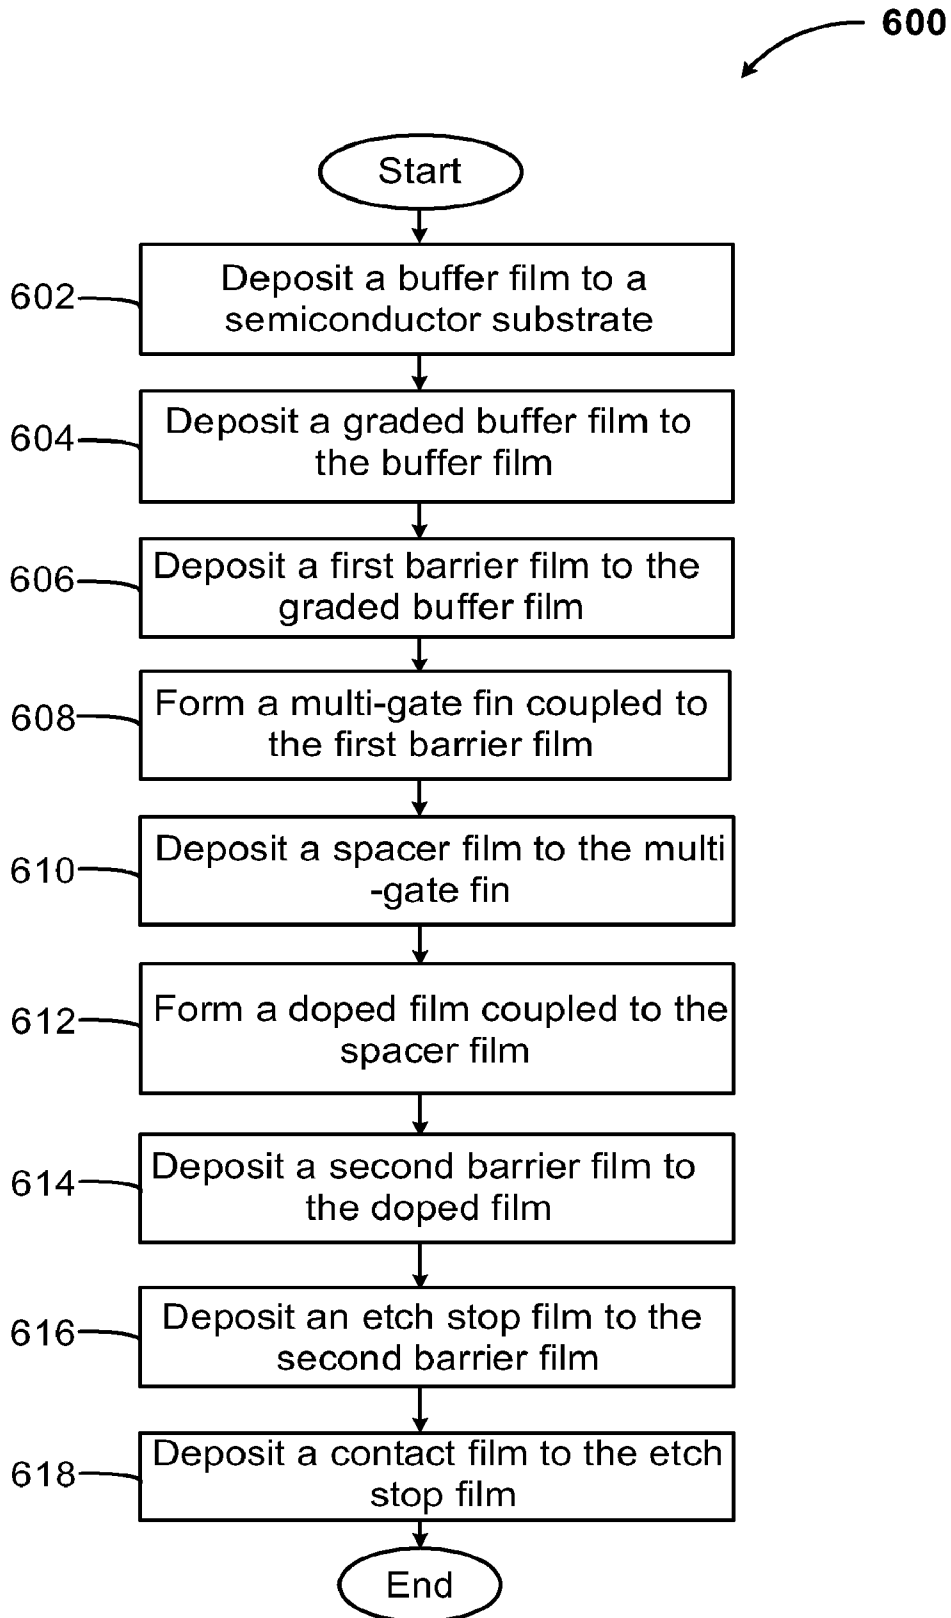 600
Start
602
Deposit a buffer film to a
semiconductor substrate
604
Deposit a graded buffer film to
the buffer film
606
Deposit a first barrier film to the
graded buffer film
608
Form a multi-gate fin coupled to
the first barrier film
610
Deposit a spacer film to the multi
-gate fin
612
Form a doped film coupled to the
spacer film
614
Deposit a second barrier film to
the doped film
616
Deposit an etch stop film to the
second barrier film
618
Deposit a contact film to the etch
stop film
End